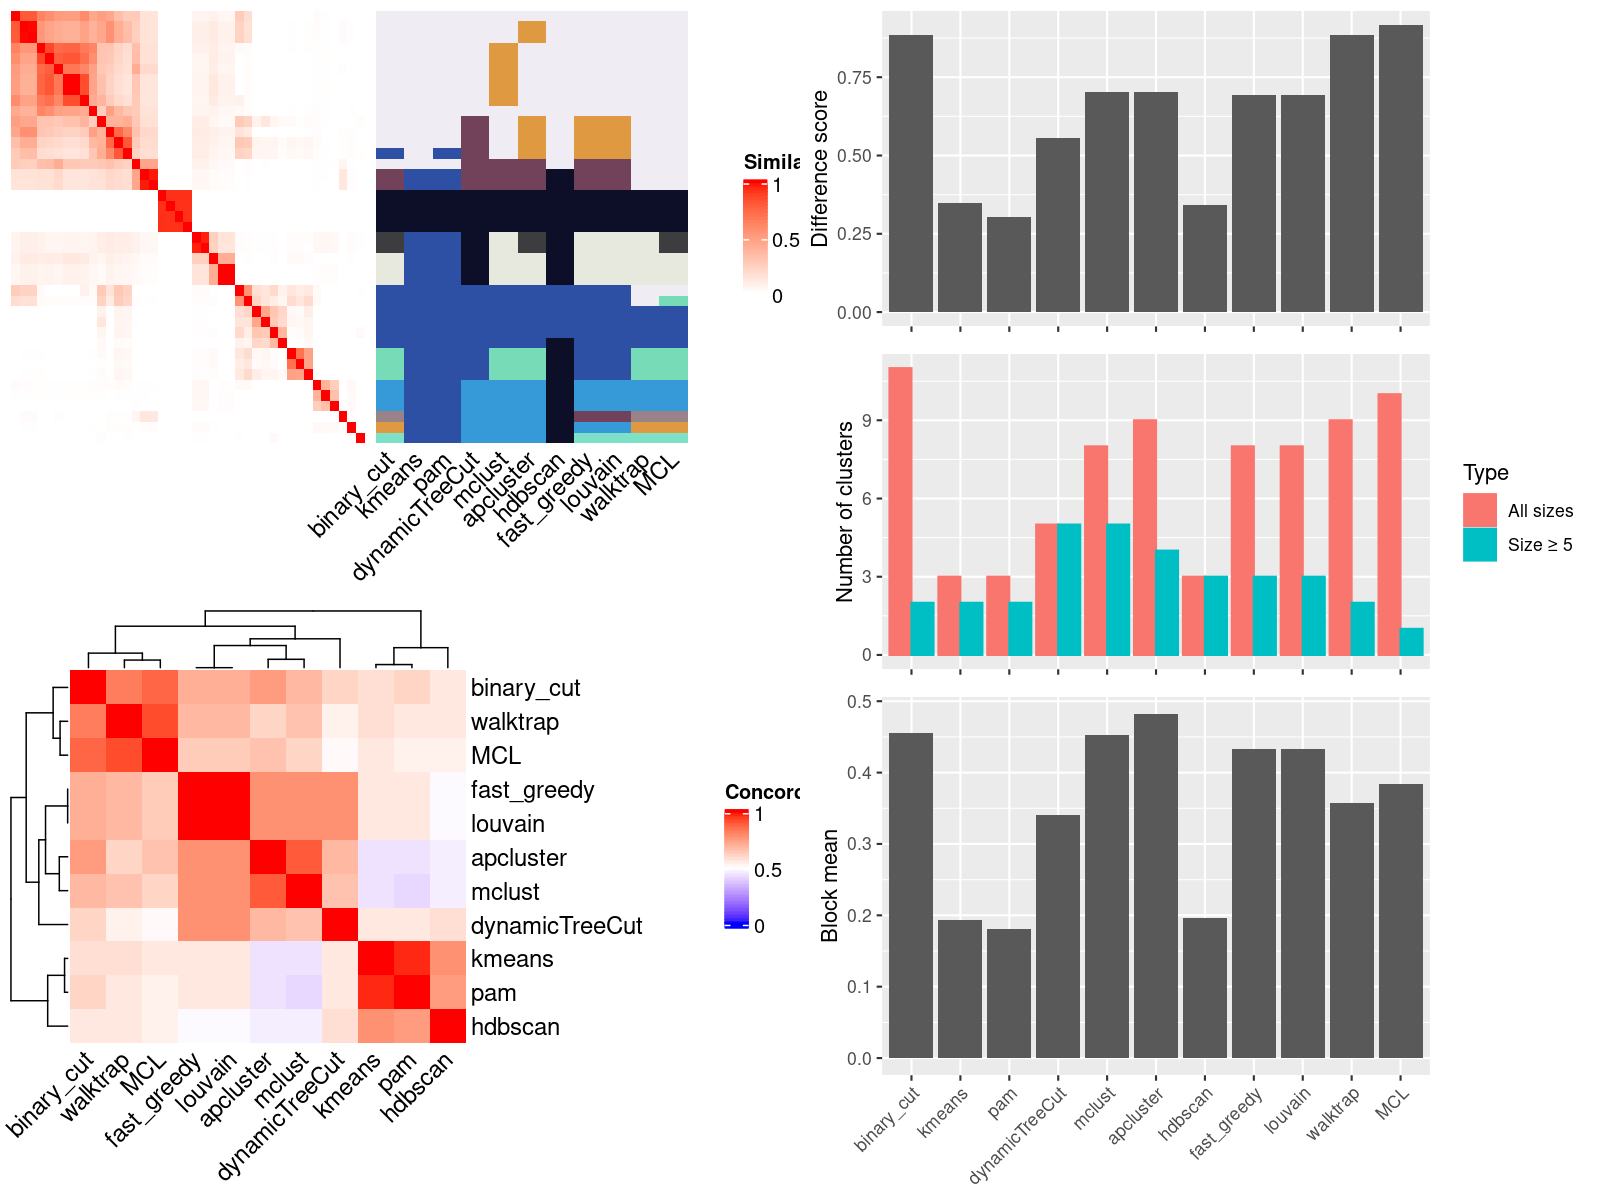 Simila
1
0.5
0
binary_cut
kmeans
pam
dynamicTreeCut
mclust
apcluster
hdbscan
fast_greedy
louvain
walktrap
MCL
binary_cut
walktrap
MCL
fast_greedy
louvain
apcluster
mclust
dynamicTreeCut
kmeans
pam
hdbscan
Concord
1
0.5
0
binary_cut
walktrap
MCL
fast_greedy
louvain
apcluster
mclust
dynamicTreeCut
kmeans
pam
hdbscan
Difference score
0.75
0.50
0.25
0.00
Number of clusters
9
6
3
0
Type
All sizes
Size ≥ 5
Block mean
0.5
0.4
0.3
0.2
0.1
0.0
binary_cut
kmeans
pam
dynamicTreeCut
mclust
apcluster
hdbscan
fast_greedy
louvain
walktrap
MCL